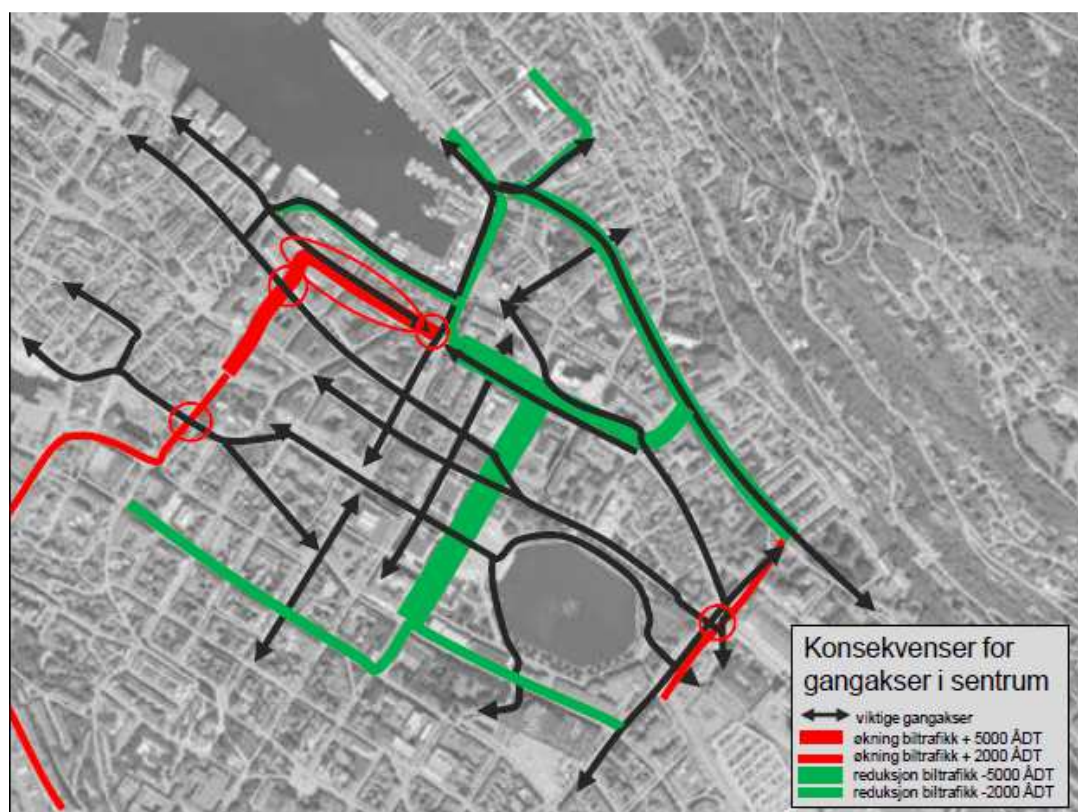 Konsekvenser for
gangakser i sentrum
viktige gangakser
økning biltrafikk + 5000 ÅDT
økning biltrafikk + 2000 ÅDT
reduksjon biltrafikk -5000 ÅDT
reduksjon biltrafikk -2000 ÅDT